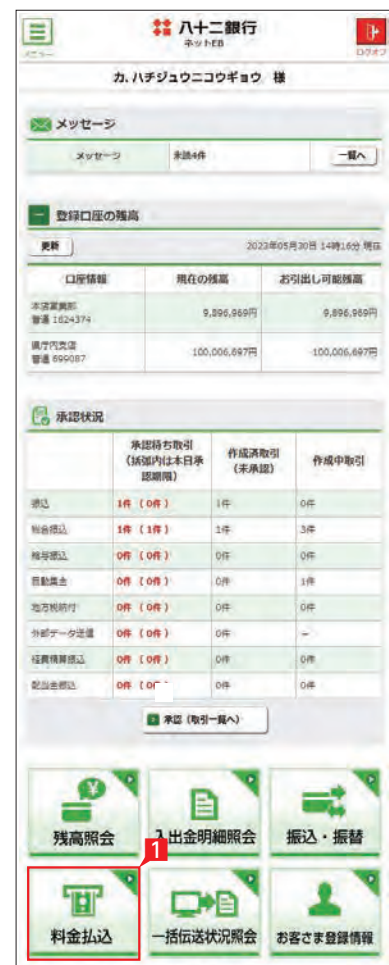 八十二銀行
ネットEB
メニュー
ログオフ
カ.ハチジュウニコウギョウ 様
メッセージ
メッセージ 未読4件 一覧へ
登録口座の残高
更新 2023年05月30日 14時16分 現在
口座情報 現在の残高 お引出し可能残高
本店営業部
普通 1624374 9,896,969円 9,896,969円
県庁内支店
普通 699087 100,006,697円 100,006,697円
承認状況
承認待ち取引
(括弧内は本日承認期限) 作成済取引
(未承認) 作成中取引
振込 1件 ( 0件 ) 1件 0件
総合振込 1件 ( 1件 ) 1件 3件
給与振込 0件 ( 0件 ) 0件 0件
自動集金 0件 ( 0件 ) 0件 1件
地方税納付 0件 ( 0件 ) 0件 0件
外部データ送信 0件 ( 0件 ) 0件 -
経費精算振込 0件 ( 0件 ) 0件 0件
配当金振込 0件 0件 0件
承認 (取引一覧へ)
残高照会 入出金明細照会 振込・振替
1
料金払込 一括伝送状況照会 お客さま登録情報